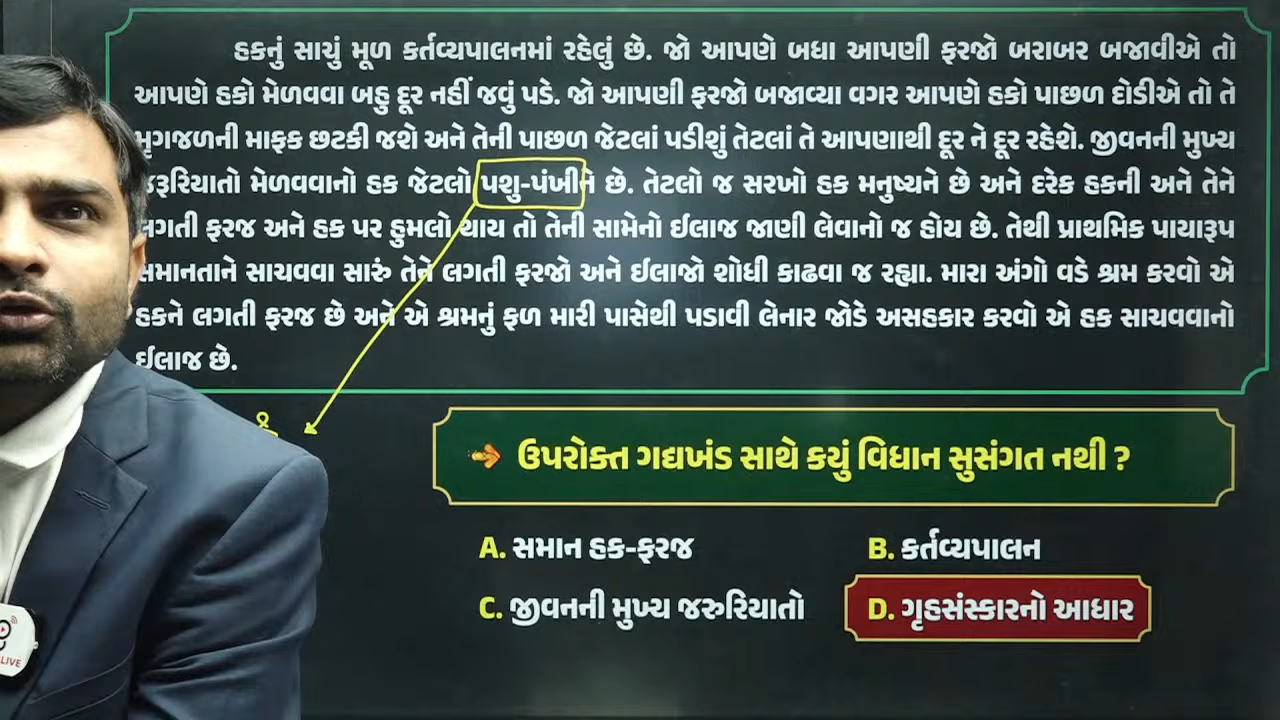 હકનું સાચું મૂળ કર્તવ્યપાલનમાં રહેલું છે. જો આપણે બધા આપણી ફરજો બરાબર બજાવીએ તો
આપણે હકો મેળવવા બહુ દૂર નહીં જવું પડે. જો આપણી ફરજો બજાવ્યા વગર આપણે હકો પાછળ દોડીએ તો તે
મૃગજળની માફક છટકી જશે અને તેની પાછળ જેટલાં પડીશું તેટલાં તે આપણાથી દૂર ને દૂર રહેશે. જીવનની મુખ્ય
જરૂરિયાતો મેળવવાનો હક જેટલો પશુ-પંખીને છે. તેટલો જ સરખો હક મનુષ્યને છે અને દરેક હકની અને તેને
લગતી ફરજ અને હક પર હુમલો થાય તો તેની સામેનો ઈલાજ જાણી લેવાનો જ હોય છે. તેથી પ્રાથમિક પાયારૂપ
સમાનતાને સાચવવા સારું તેને લગતી ફરજો અને ઈલાજો શોધી કાઢવા જ રહ્યા. મારા અંગો વડે શ્રમ કરવો એ
હકને લગતી ફરજ છે અને એ શ્રમનું ફળ મારી પાસેથી પડાવી લેનાર જોડે અસહકાર કરવો એ હક સાચવવાનો
ઈલાજ છે.
ઉપરોક્ત ગદ્યખંડ સાથે કયું વિધાન સુસંગત નથી ?
A. સમાન હક-ફરજ
B. કર્તવ્યપાલન
C. જીવનની મુખ્ય જરુરિયાતો
D. ગૃહસંસ્કારનો આધાર
LIVE